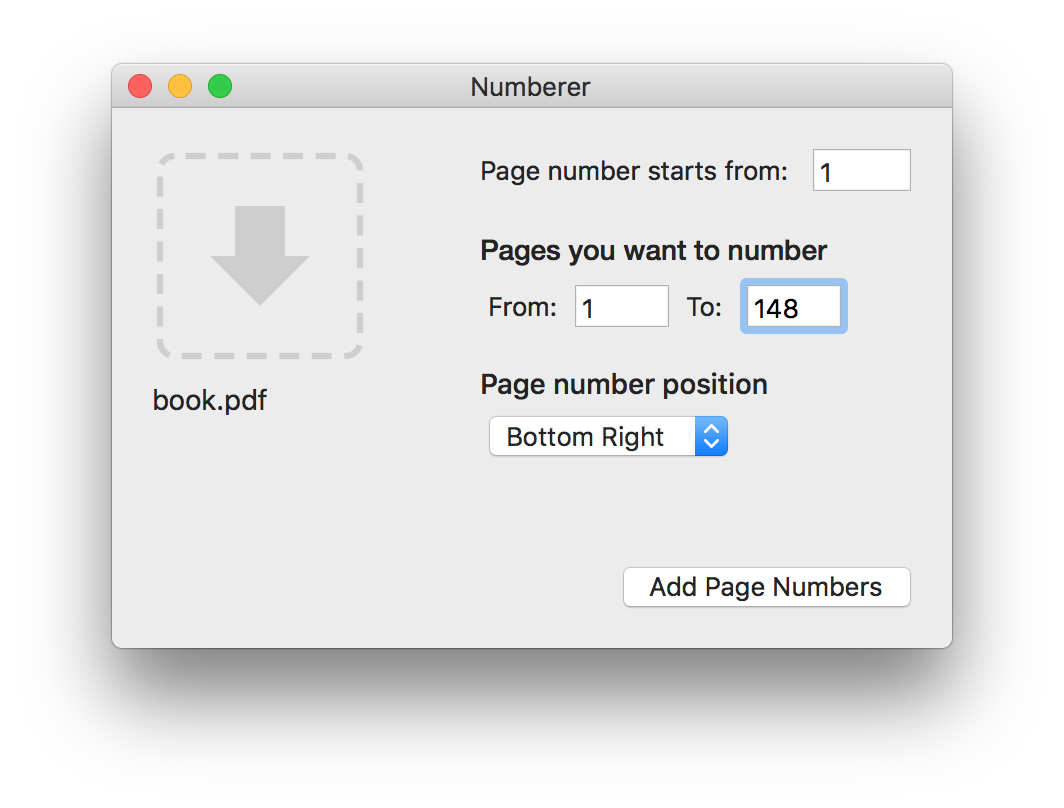 Numberer
Page number starts from: 1
Pages you want to number
From: 1 To: 148
book.pdf
Page number position
Bottom Right
Add Page Numbers